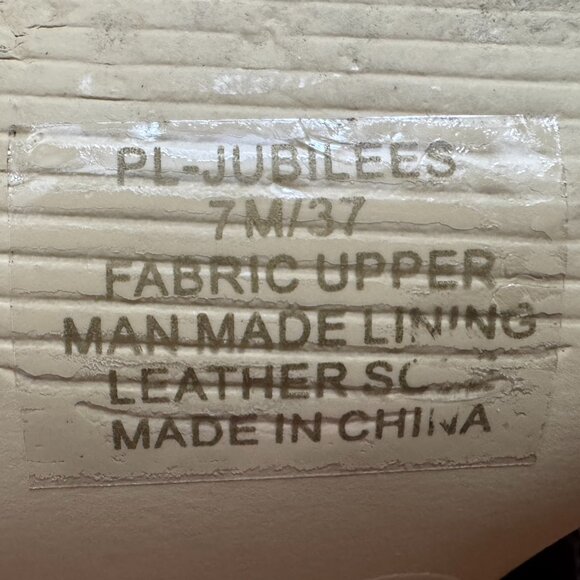 PL-JUBILEES
7M/37
FABRIC UPPER
MAN MADE LINING
LEATHER
MADE IN CHINA